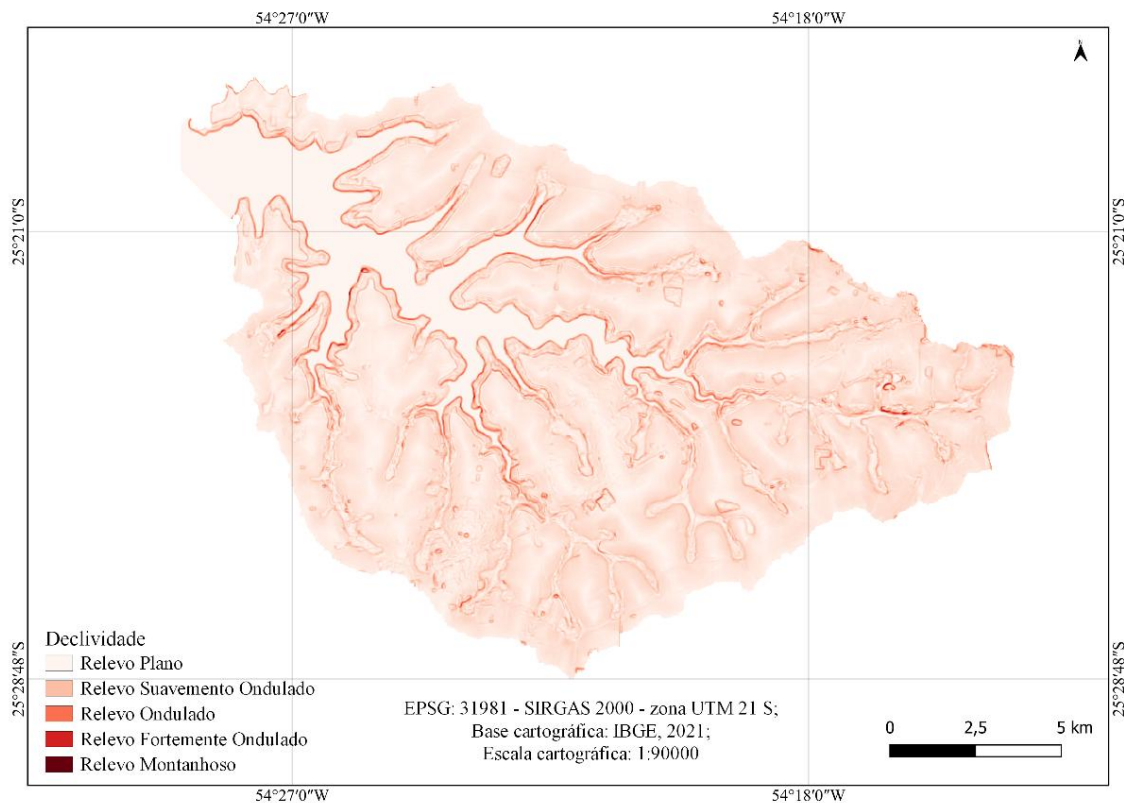 54°27′0″W
54°18′0″W
N
25°21′0″S
25°21′0″S
Declividade
Relevo Plano
Relevo Suavemento Ondulado
Relevo Ondulado
Relevo Fortemente Ondulado
Relevo Montanhoso
EPSG: 31981 - SIRGAS 2000 - zona UTM 21 S;
Base cartográfica: IBGE, 2021;
Escala cartográfica: 1:90000
0
2,5
5 km
25°28′48″S
25°28′48″S
54°27′0″W
54°18′0″W